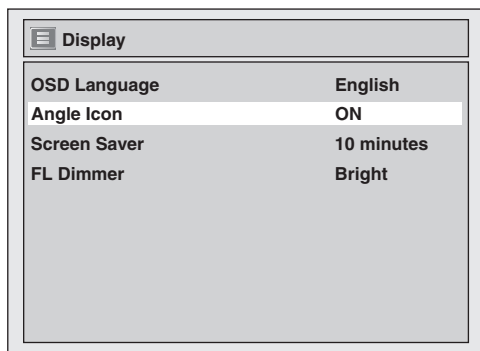 Display
OSD Language English
Angle Icon ON
Screen Saver 10 minutes
FL Dimmer Bright